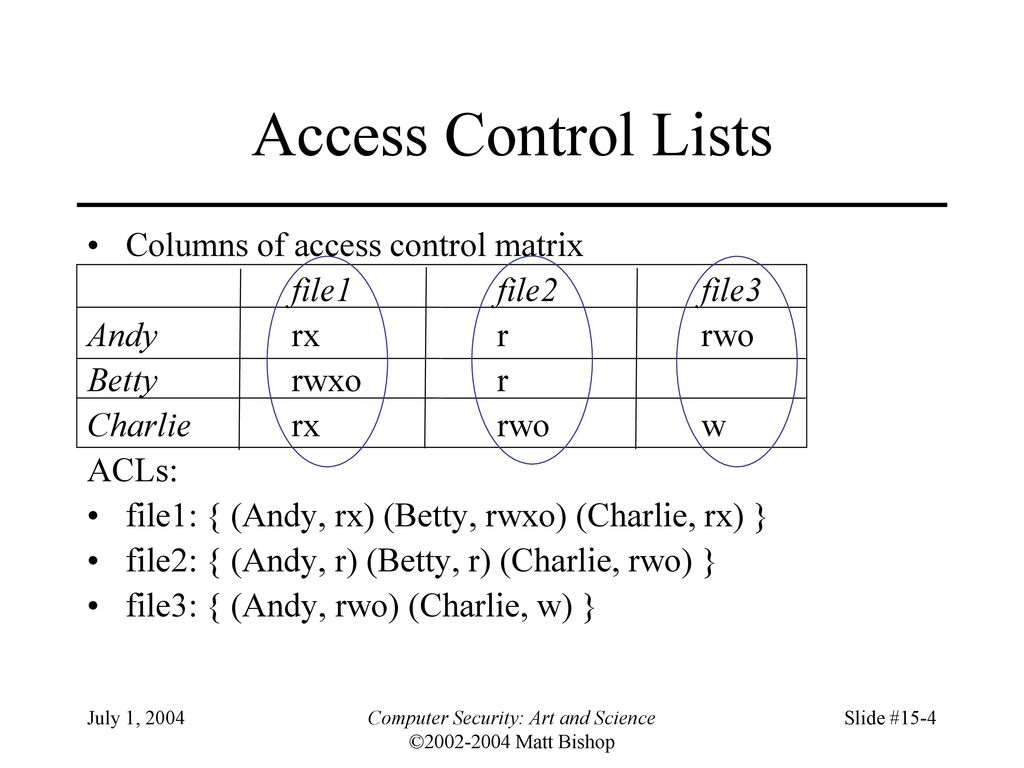 Access Control Lists
• Columns of access control matrix
file1 file2 file3
Andy rx r rwo
Betty rwxo r
Charlie rx rwo w
ACLs:
• file1: { (Andy, rx) (Betty, rwxo) (Charlie, rx) }
• file2: { (Andy, r) (Betty, r) (Charlie, rwo) }
• file3: { (Andy, rwo) (Charlie, w) }
July 1, 2004 Computer Security: Art and Science Slide #15-4
©2002-2004 Matt Bishop